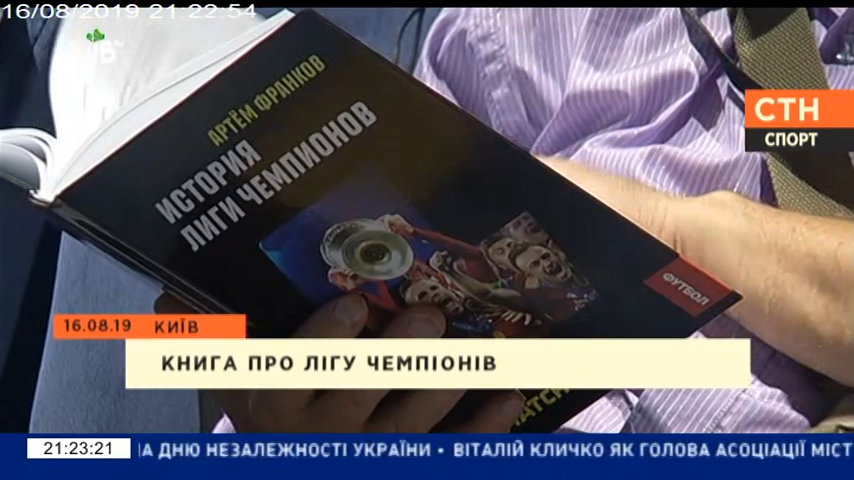 16/08/2019 21:22:54
СТН
СПОРТ
АРТЁМ ФРАНКОВ
ИСТОРИЯ
ЛИГИ ЧЕМПИОНОВ
ФУТБОЛ
16.08.19 КИЇВ
КНИГА ПРО ЛІГУ ЧЕМПІОНІВ
21:23:21 НА ДНЮ НЕЗАЛЕЖНОСТІ УКРАЇНИ • ВІТАЛІЙ КЛИЧКО ЯК ГОЛОВА АСОЦІАЦІЇ МІСТ